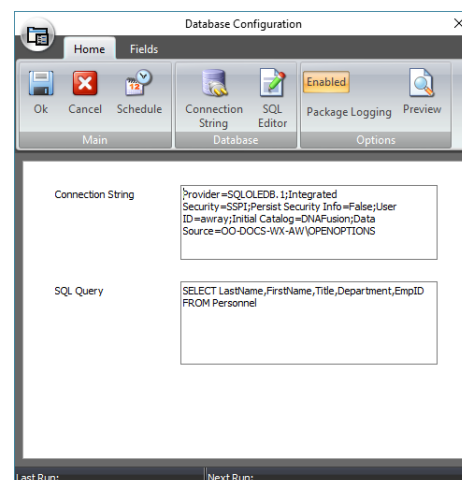 Database Configuration
Home Fields
Ok Cancel Schedule Connection String SQL Editor Enabled Package Logging Preview
Main Database Options
Connection String
Provider=SQLOLEDB.1;Integrated
Security=SSPI;Persist Security Info=False;User
ID=awray;Initial Catalog=DNAFusion;Data
Source=OO-DOCS-WX-AW\OPENOPTIONS
SQL Query
SELECT LastName,FirstName,Title,Department,EmpID
FROM Personnel
Last Run: Next Run: